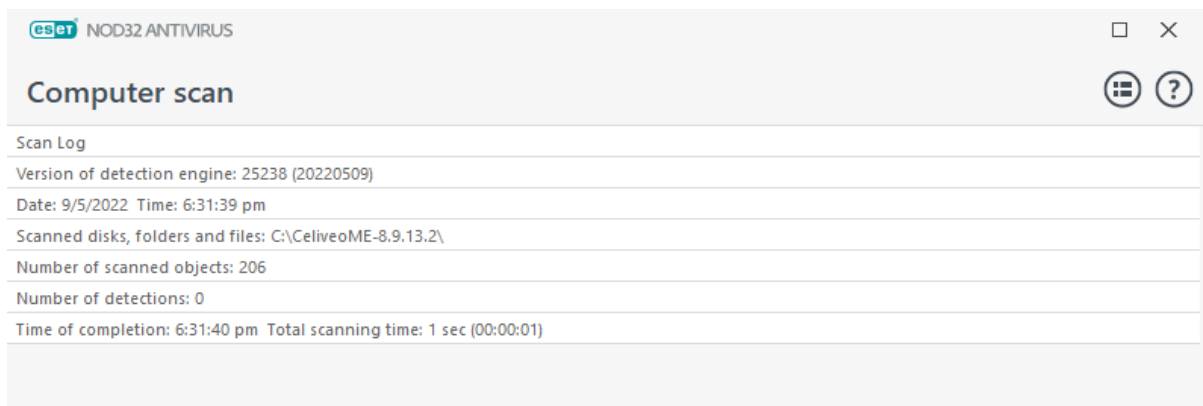 eset NOD32 ANTIVIRUS
Computer scan
Scan Log
Version of detection engine: 25238 (20220509)
Date: 9/5/2022  Time: 6:31:39 pm
Scanned disks, folders and files: C:\CeliveoME-8.9.13.2\
Number of scanned objects: 206
Number of detections: 0
Time of completion: 6:31:40 pm  Total scanning time: 1 sec (00:00:01)